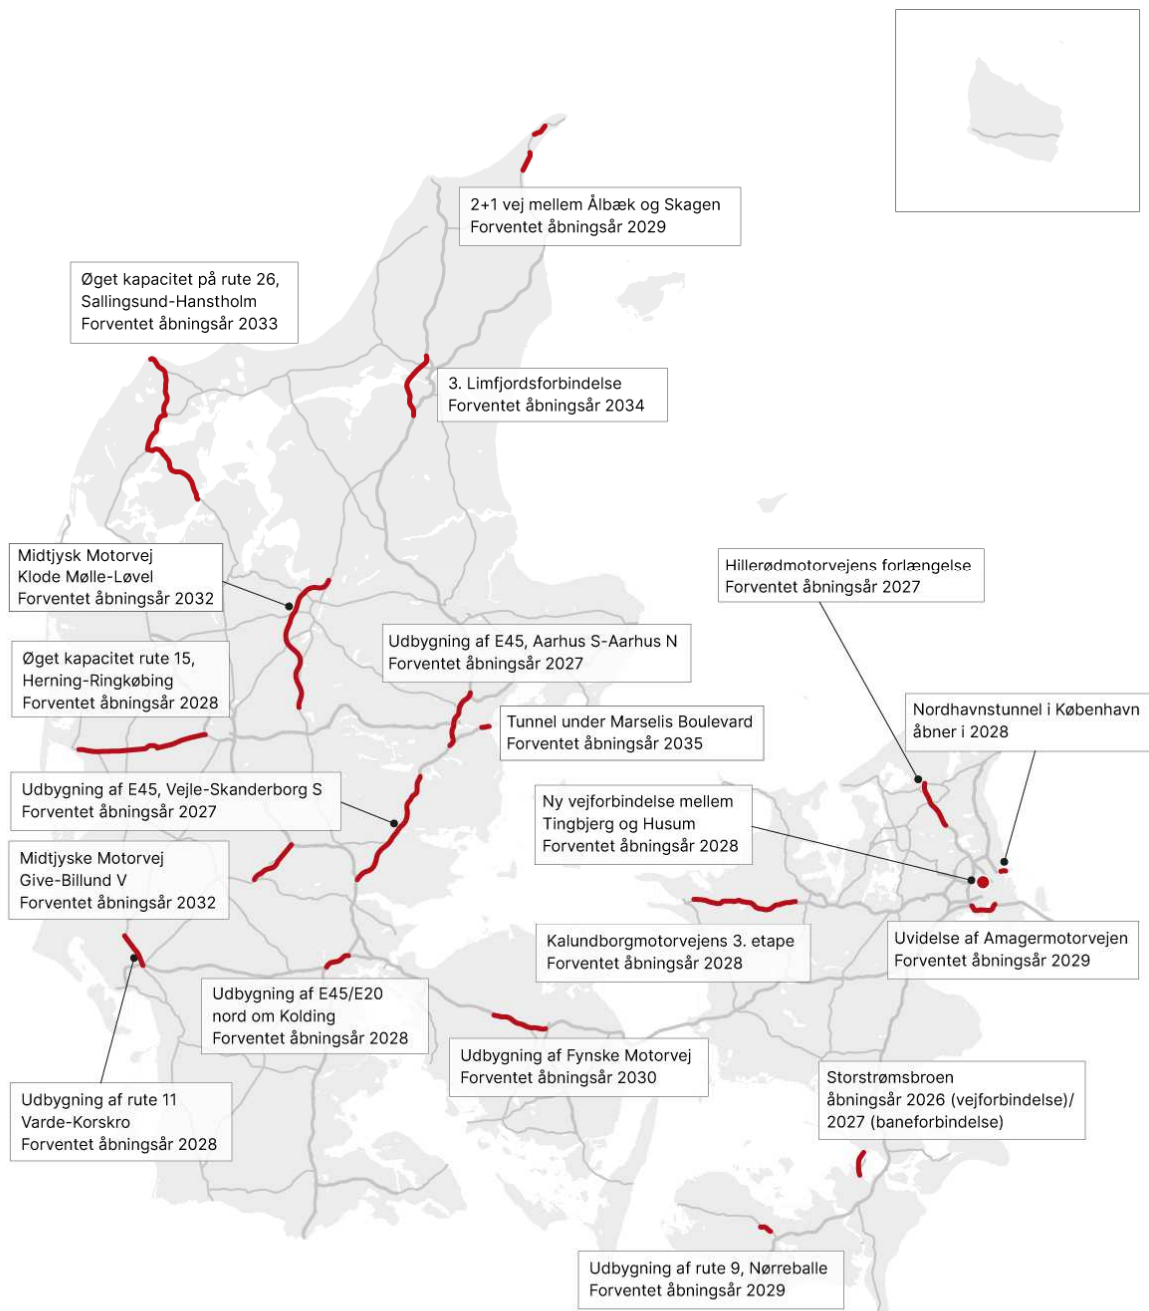 2+1 vej mellem Ålbæk og Skagen
Forventet åbningsår 2029
Øget kapacitet på rute 26,
Sallingsund-Hanstholm
Forventet åbningsår 2033
3. Limfjordsforbindelse
Forventet åbningsår 2034
Midtjysk Motorvej
Klode Mølle-Løvel
Forventet åbningsår 2032
Hillerødmotorvejens forlængelse
Forventet åbningsår 2027
Udbygning af E45, Aarhus S-Aarhus N
Forventet åbningsår 2027
Øget kapacitet rute 15,
Herning-Ringkøbing
Forventet åbningsår 2028
Nordhavnstunnel i København
åbner i 2028
Tunnel under Marselis Boulevard
Forventet åbningsår 2035
Udbygning af E45, Vejle-Skanderborg S
Forventet åbningsår 2027
Ny vejforbindelse mellem
Tingbjerg og Husum
Forventet åbningsår 2028
Midtjyske Motorvej
Give-Billund V
Forventet åbningsår 2032
Kalundborgmotorvejens 3. etape
Forventet åbningsår 2028
Uvidelse af Amagermotorvejen
Forventet åbningsår 2029
Udbygning af E45/E20
nord om Kolding
Forventet åbningsår 2028
Udbygning af Fynske Motorvej
Forventet åbningsår 2030
Storstrømsbroen
åbningsår 2026 (vejforbindelse)/
2027 (baneforbindelse)
Udbygning af rute 11
Varde-Korskro
Forventet åbningsår 2028
Udbygning af rute 9, Nørreballe
Forventet åbningsår 2029